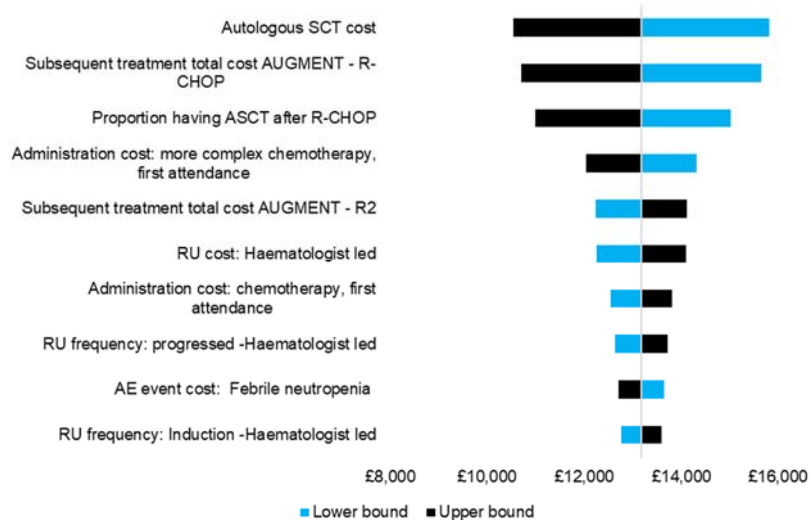 Autologous SCT cost
Subsequent treatment total cost AUGMENT - R-
CHOP
Proportion having ASCT after R-CHOP
Administration cost: more complex chemotherapy,
first attendance
Subsequent treatment total cost AUGMENT - R2
RU cost: Haematologist led
Administration cost: chemotherapy, first
attendance
RU frequency: progressed -Haematologist led
AE event cost:  Febrile neutropenia
RU frequency: Induction -Haematologist led
£8,000 £10,000 £12,000 £14,000 £16,000
Lower bound Upper bound